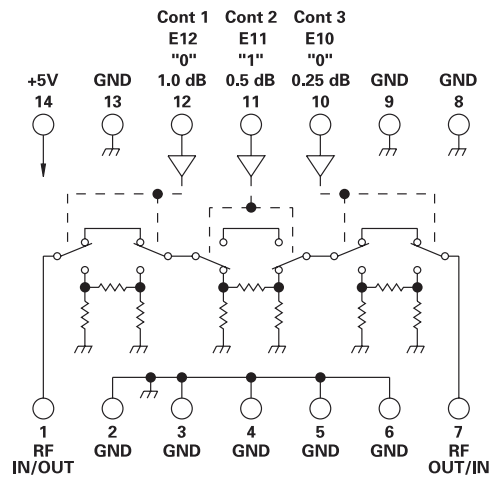 Cont 1 Cont 2 Cont 3
E12 E11 E10
"0" "1" "0"
+5V GND 1.0 dB 0.5 dB 0.25 dB GND GND
14 13 12 11 10 9 8
1 2 3 4 5 6 7
RF GND GND GND GND GND RF
IN/OUT OUT/IN